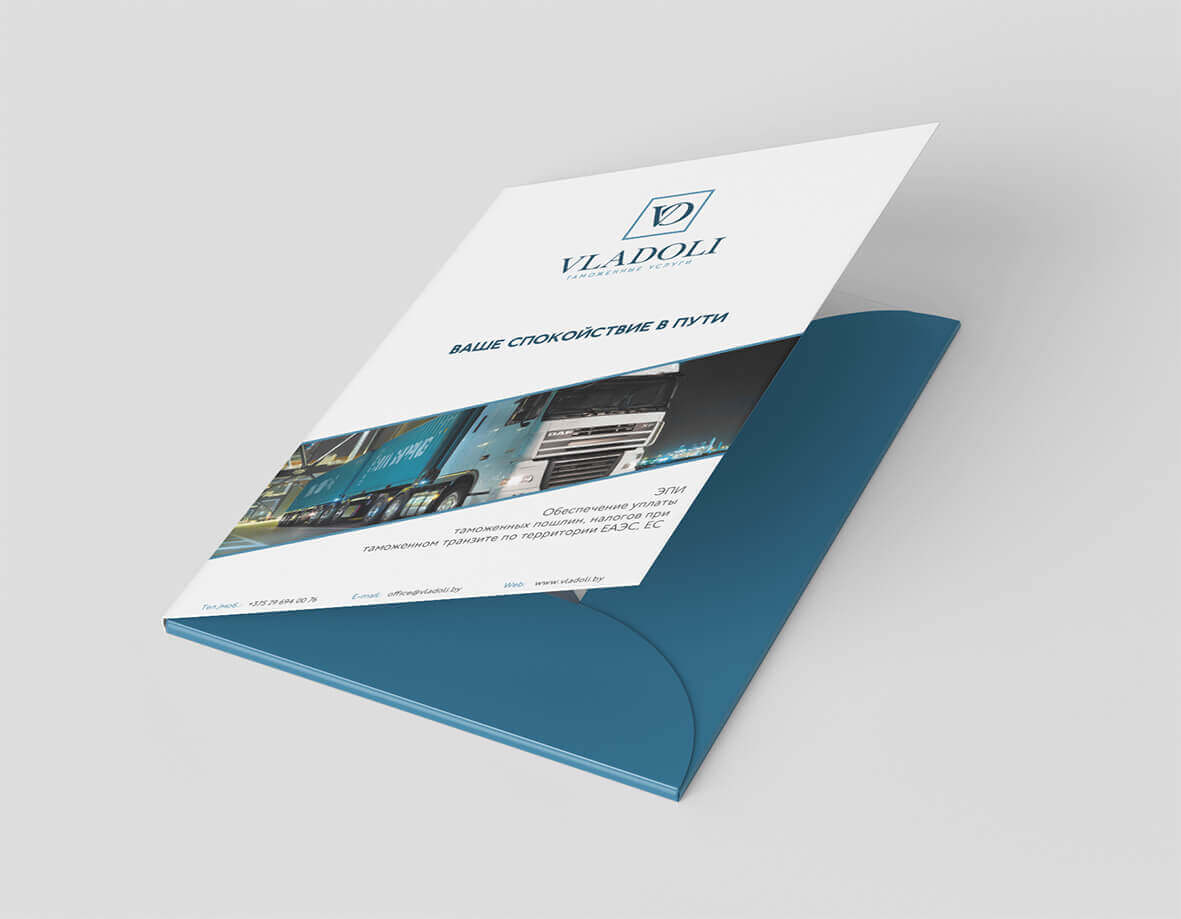 VD
VLADOLI
ТАМОЖЕННЫЕ УСЛУГИ
ВАШЕ СПОКОЙСТВИЕ В ПУТИ
DAF XF
ЭПИ
Обеспечение уплаты
таможенных пошлин, налогов при
таможенном транзите по территории ЕАЭС, ЕС
Тел./моб.: +375 29 694 00 76 E-mail: office@vladoli.by Web: www.vladoli.by